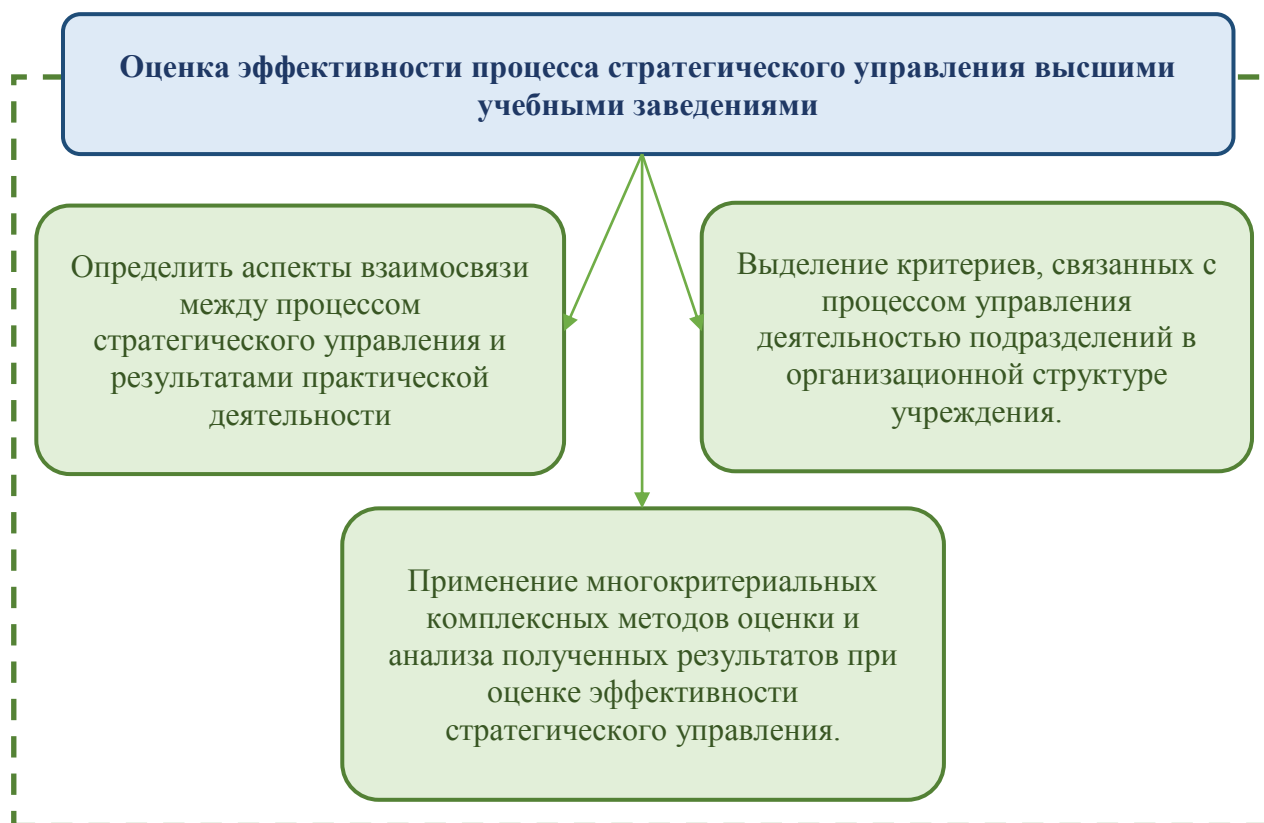 Оценка эффективности процесса стратегического управления высшими
учебными заведениями
Определить аспекты взаимосвязи
между процессом
стратегического управления и
результатами практической
деятельности
Выделение критериев, связанных с
процессом управления
деятельностью подразделений в
организационной структуре
учреждения.
Применение многокритериальных
комплексных методов оценки и
анализа полученных результатов при
оценке эффективности
стратегического управления.